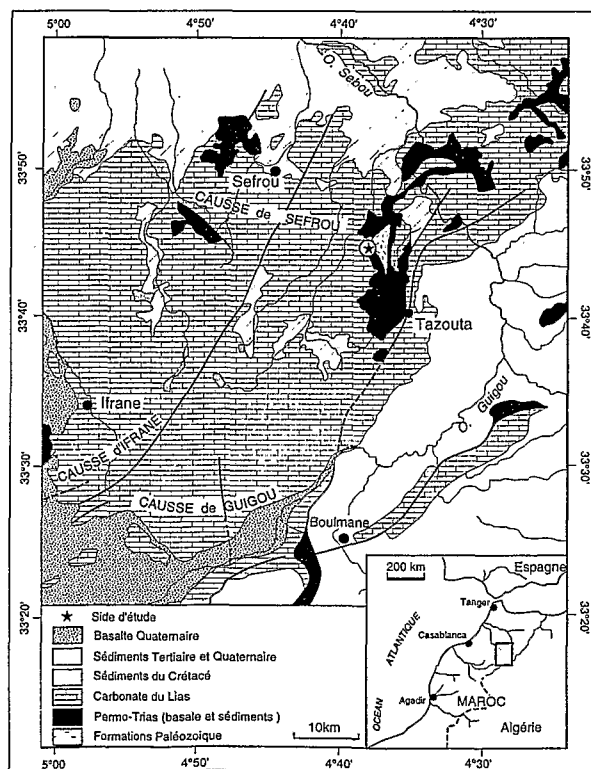 5°00 4°50' 4°40' 4°30'
O. Sebou
33°50' 33°50'
Sefrou
CAUSSE de SEFROU
33°40' 33°40'
Tazouta
Ifrane
Guigou
CAUSSE d'IFRANE
33°30' 33°30'
CAUSSE de GUIGOU
Boulmane
33°20' 33°20'
★ Side d'étude
Basalte Quaternaire
Sédiments Tertiaire et Quaternaire
Sédiments du Crétacé
Carbonate du Lias
Permo-Trias (basale et sédiments)
Formations Paléozoique
10km
200 km
Espagne
Tanger
ATLANTIQUE
Casablanca
OCEAN
Agadir
MAROC
Algérie
5°00 4°50' 4°40' 4°30'